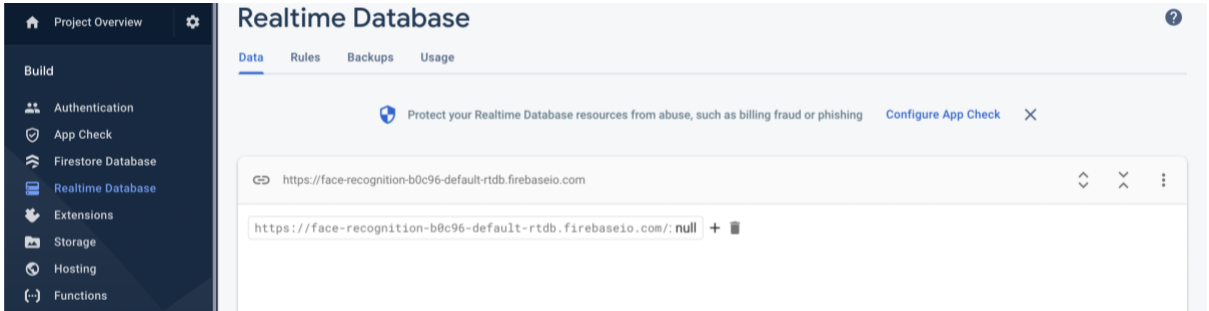 Project Overview
Build
Authentication
App Check
Firestore Database
Realtime Database
Extensions
Storage
Hosting
Functions
Realtime Database
Data Rules Backups Usage
Protect your Realtime Database resources from abuse, such as billing fraud or phishing Configure App Check
https://face-recognition-b0c96-default-rtdb.firebaseio.com
https://face-recognition-b0c96-default-rtdb.firebaseio.com/: null